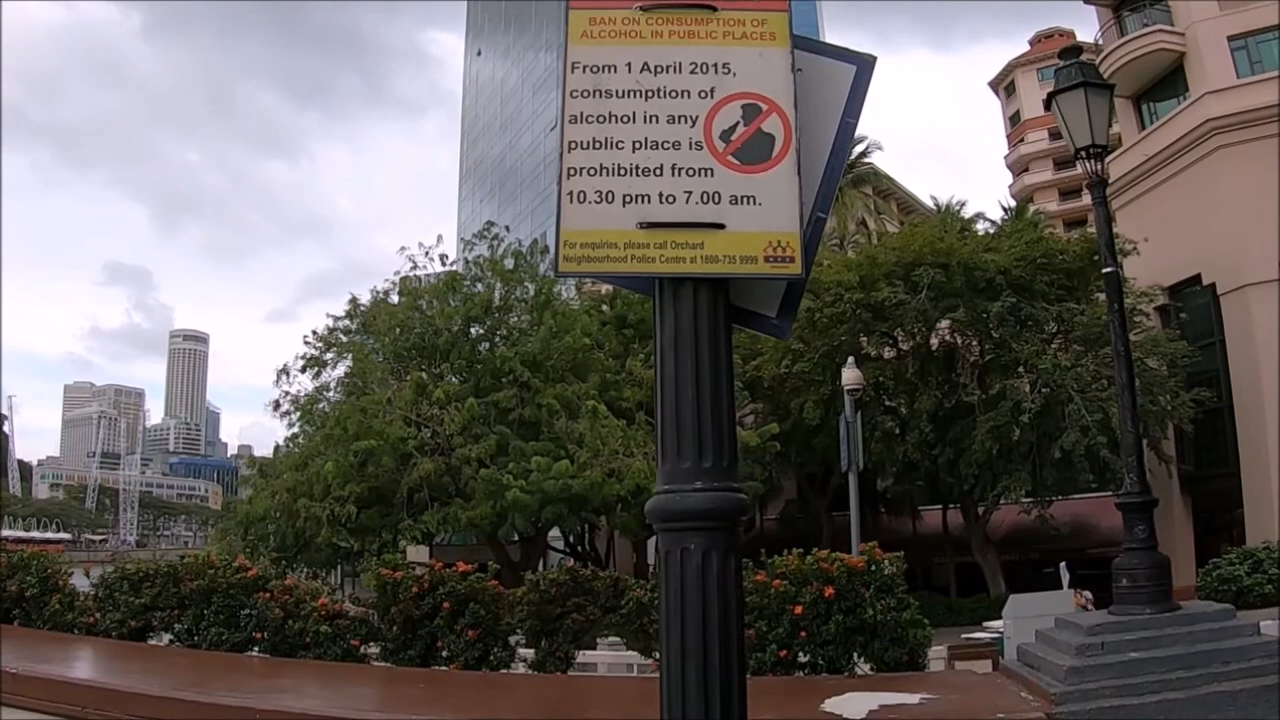 BAN ON CONSUMPTION OF
ALCOHOL IN PUBLIC PLACES
From 1 April 2015,
consumption of
alcohol in any
public place is
prohibited from
10.30 pm to 7.00 am.
For enquiries, please call Orchard
Neighbourhood Police Centre at 1800-735 9999